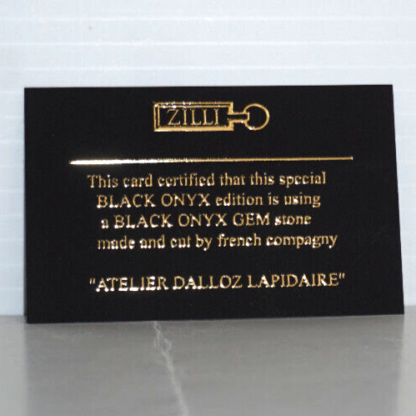 ZILLI
This card certified that this special
BLACK ONYX edition is using
a BLACK ONYX GEM stone
made and cut by french compagny
"ATELIER DALLOZ LAPIDAIRE"